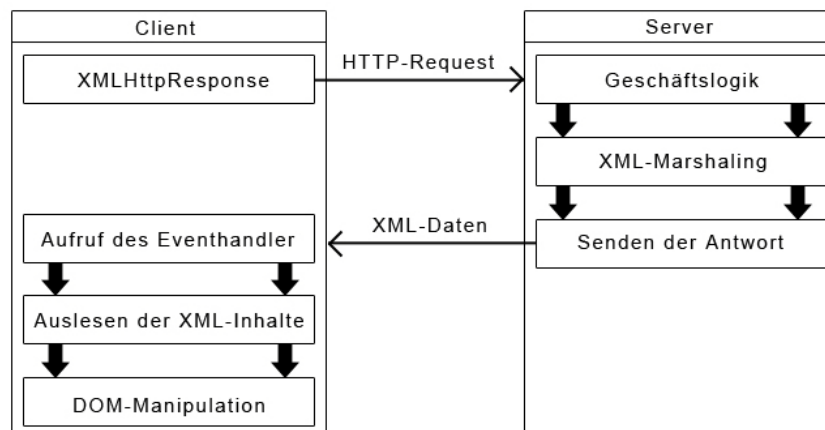 Client
XMLHttpResponse
HTTP-Request
Server
Geschäftslogik
XML-Marshaling
Senden der Antwort
XML-Daten
Aufruf des Eventhandler
Auslesen der XML-Inhalte
DOM-Manipulation